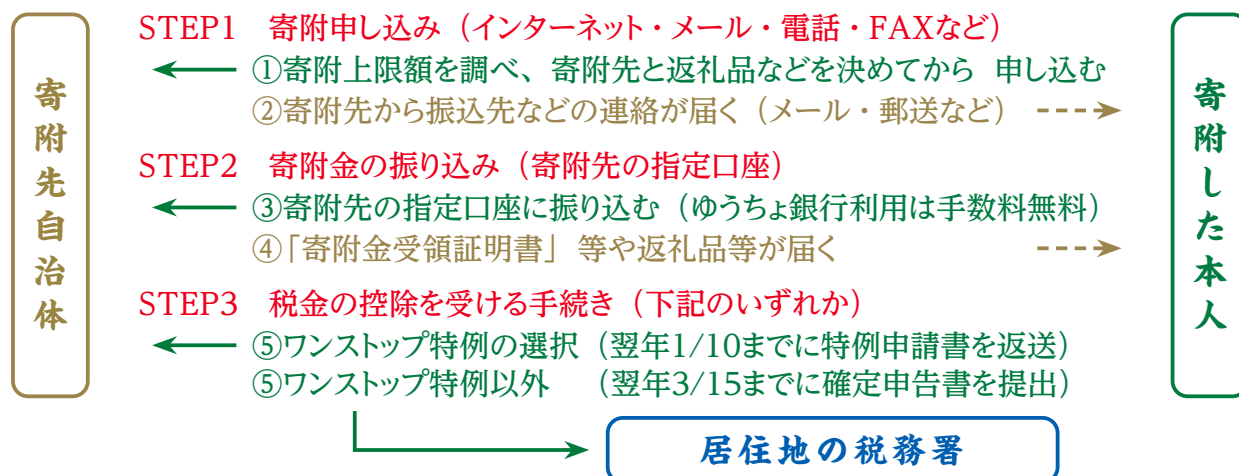 寄附先自治体
STEP1　寄附申し込み（インターネット・メール・電話・FAXなど）
①寄附上限額を調べ、寄附先と返礼品などを決めてから 申し込む
②寄附先から振込先などの連絡が届く（メール・郵送など）
STEP2　寄附金の振り込み（寄附先の指定口座）
③寄附先の指定口座に振り込む（ゆうちょ銀行利用は手数料無料）
④「寄附金受領証明書」等や返礼品等が届く
STEP3　税金の控除を受ける手続き（下記のいずれか）
⑤ワンストップ特例の選択（翌年1/10までに特例申請書を返送）
⑤ワンストップ特例以外　（翌年3/15までに確定申告書を提出）
居住地の税務署
寄附した本人